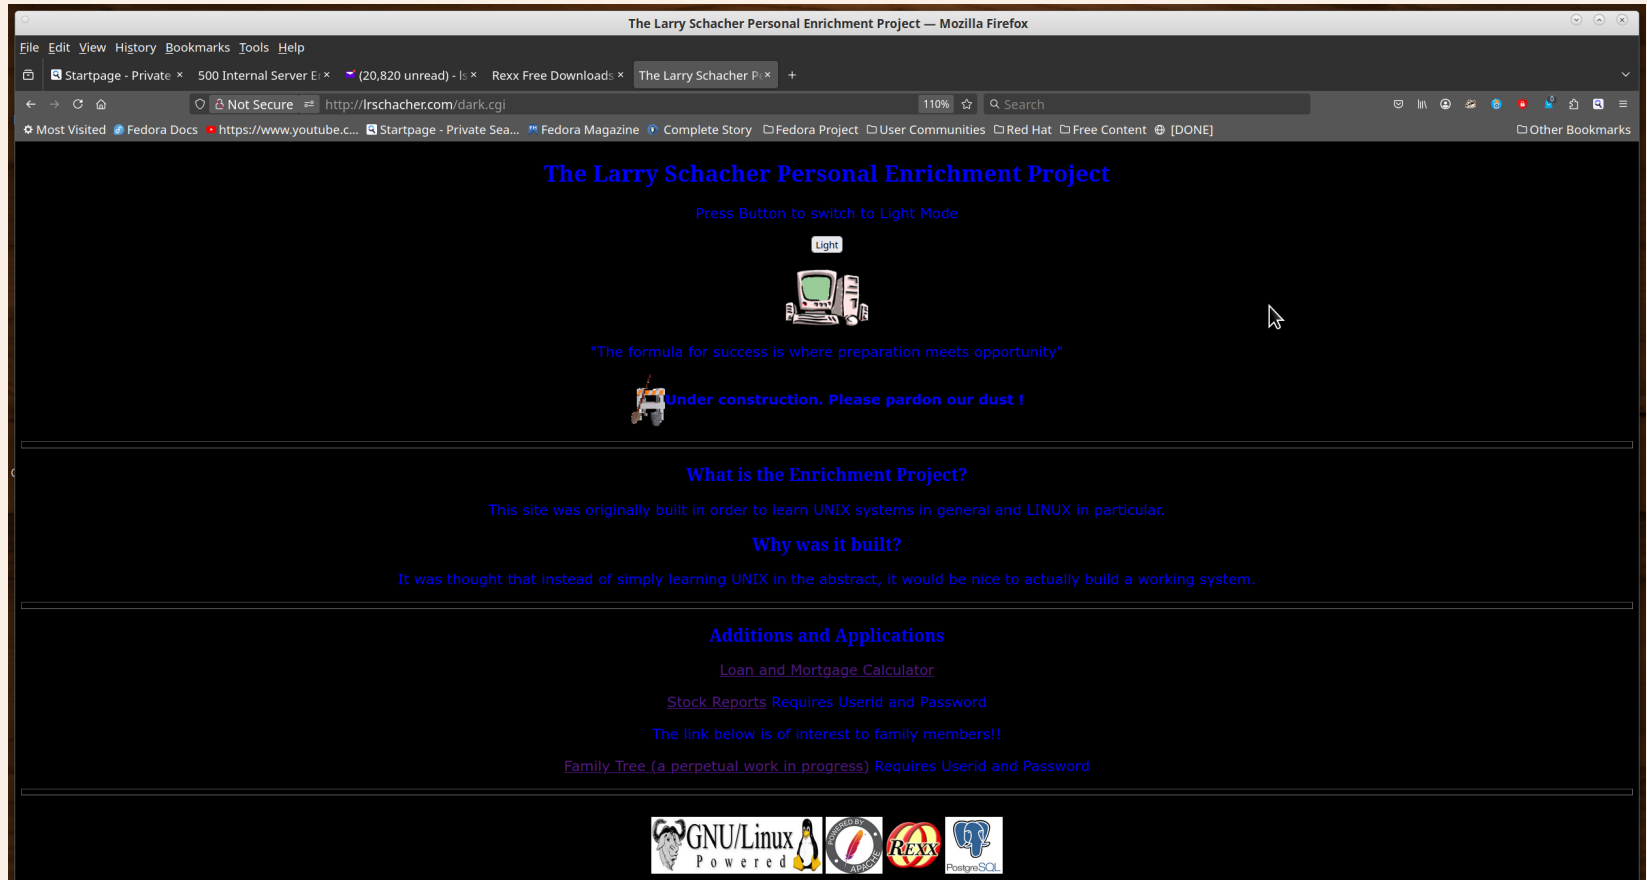 The Larry Schacher Personal Enrichment Project — Mozilla Firefox
File Edit View History Bookmarks Tools Help
Startpage - Private × 500 Internal Server Er × (20,820 unread) - ls × Rexx Free Downloads × The Larry Schacher Pe × +
Not Secure http://lrschacher.com/dark.cgi 110% Search
Most Visited Fedora Docs https://www.youtube.c... Startpage - Private Sea... Fedora Magazine Complete Story Fedora Project User Communities Red Hat Free Content [DONE] Other Bookmarks
The Larry Schacher Personal Enrichment Project
Press Button to switch to Light Mode
Light
"The formula for success is where preparation meets opportunity"
Under construction. Please pardon our dust !
What is the Enrichment Project?
This site was originally built in order to learn UNIX systems in general and LINUX in particular.
Why was it built?
It was thought that instead of simply learning UNIX in the abstract, it would be nice to actually build a working system.
Additions and Applications
Loan and Mortgage Calculator
Stock Reports Requires Userid and Password
The link below is of interest to family members!!
Family Tree (a perpetual work in progress) Requires Userid and Password
GNU/Linux
Powered
POWERED BY APACHE
REXX
PostgreSQL